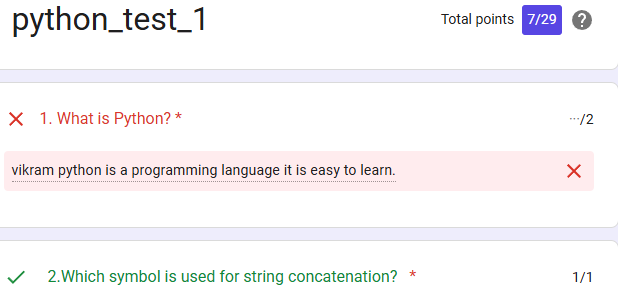 python_test_1
Total points 7/29
1. What is Python? *
···/2
vikram python is a programming language it is easy to learn.
2.Which symbol is used for string concatenation? *
1/1